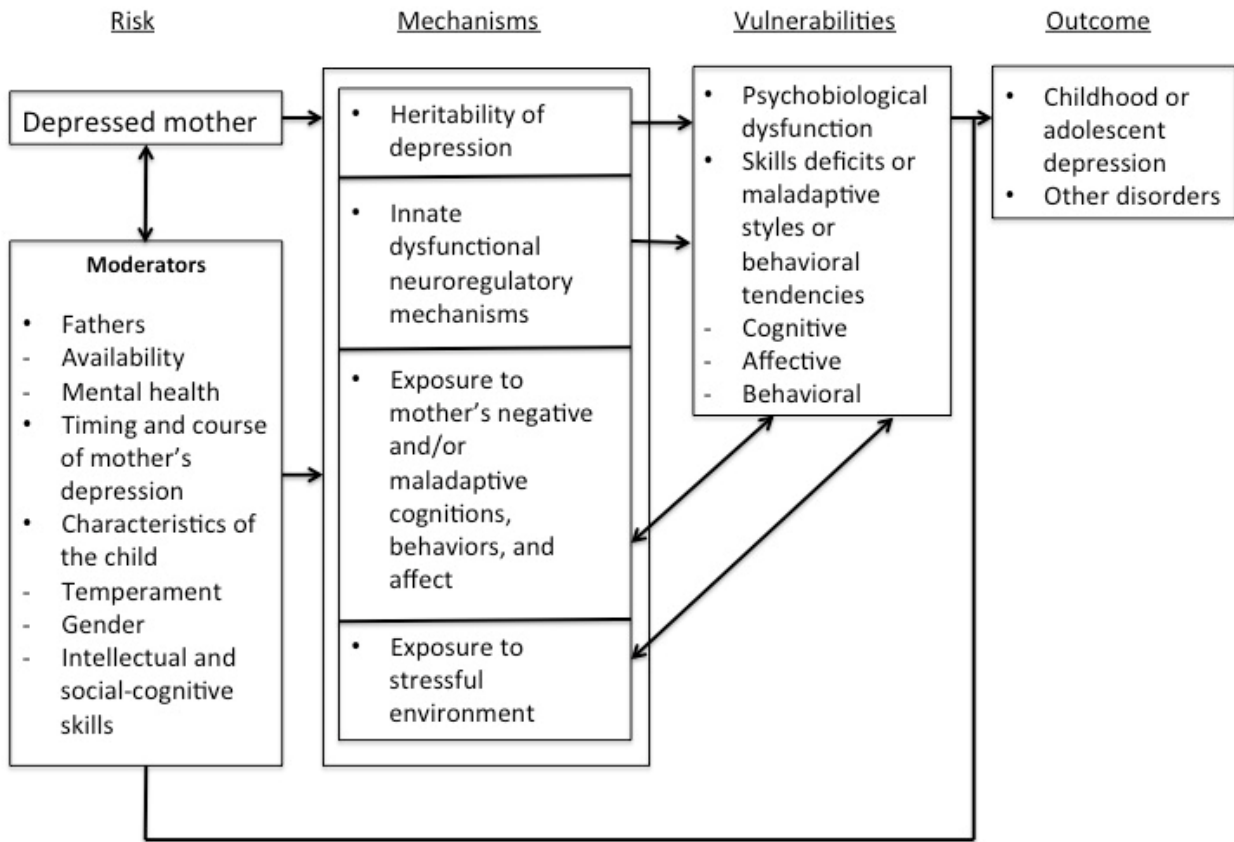 Risk
Mechanisms
Vulnerabilities
Outcome
Depressed mother
Moderators
• Fathers
- Availability
- Mental health
• Timing and course
of mother's
depression
• Characteristics of
the child
- Temperament
- Gender
- Intellectual and
social-cognitive
skills
• Heritability of
depression
• Innate
dysfunctional
neuroregulatory
mechanisms
• Exposure to
mother's negative
and/or
maladaptive
cognitions,
behaviors, and
affect
• Exposure to
stressful
environment
• Psychobiological
dysfunction
• Skills deficits or
maladaptive
styles or
behavioral
tendencies
- Cognitive
- Affective
- Behavioral
• Childhood or
adolescent
depression
• Other disorders